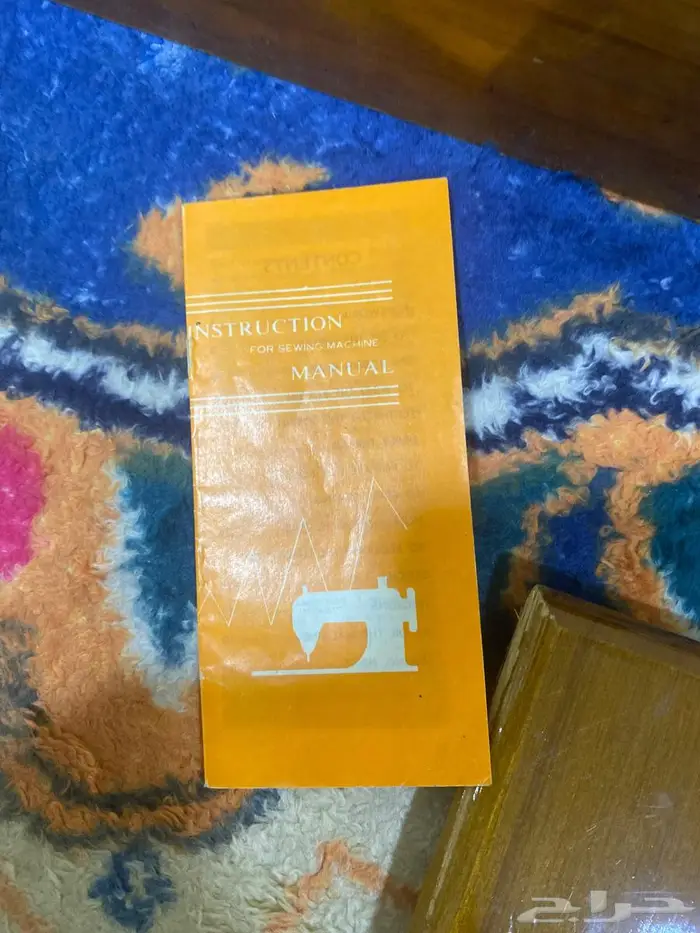 INSTRUCTION
FOR SEWING MACHINE
MANUAL
حراج